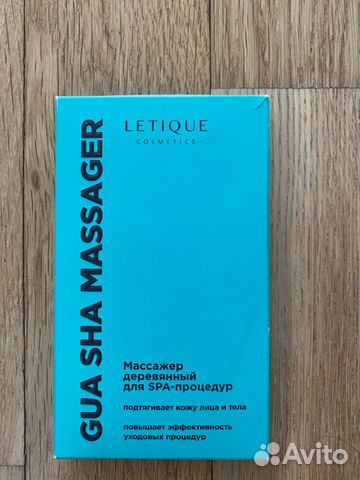 GUA SHA MASSAGER
LETIQUE
COSMETICS
Массажер
деревянный
для SPA-процедур
подтягивает кожу лица и тела
повышает эффективность
уходовых процедур
Avito